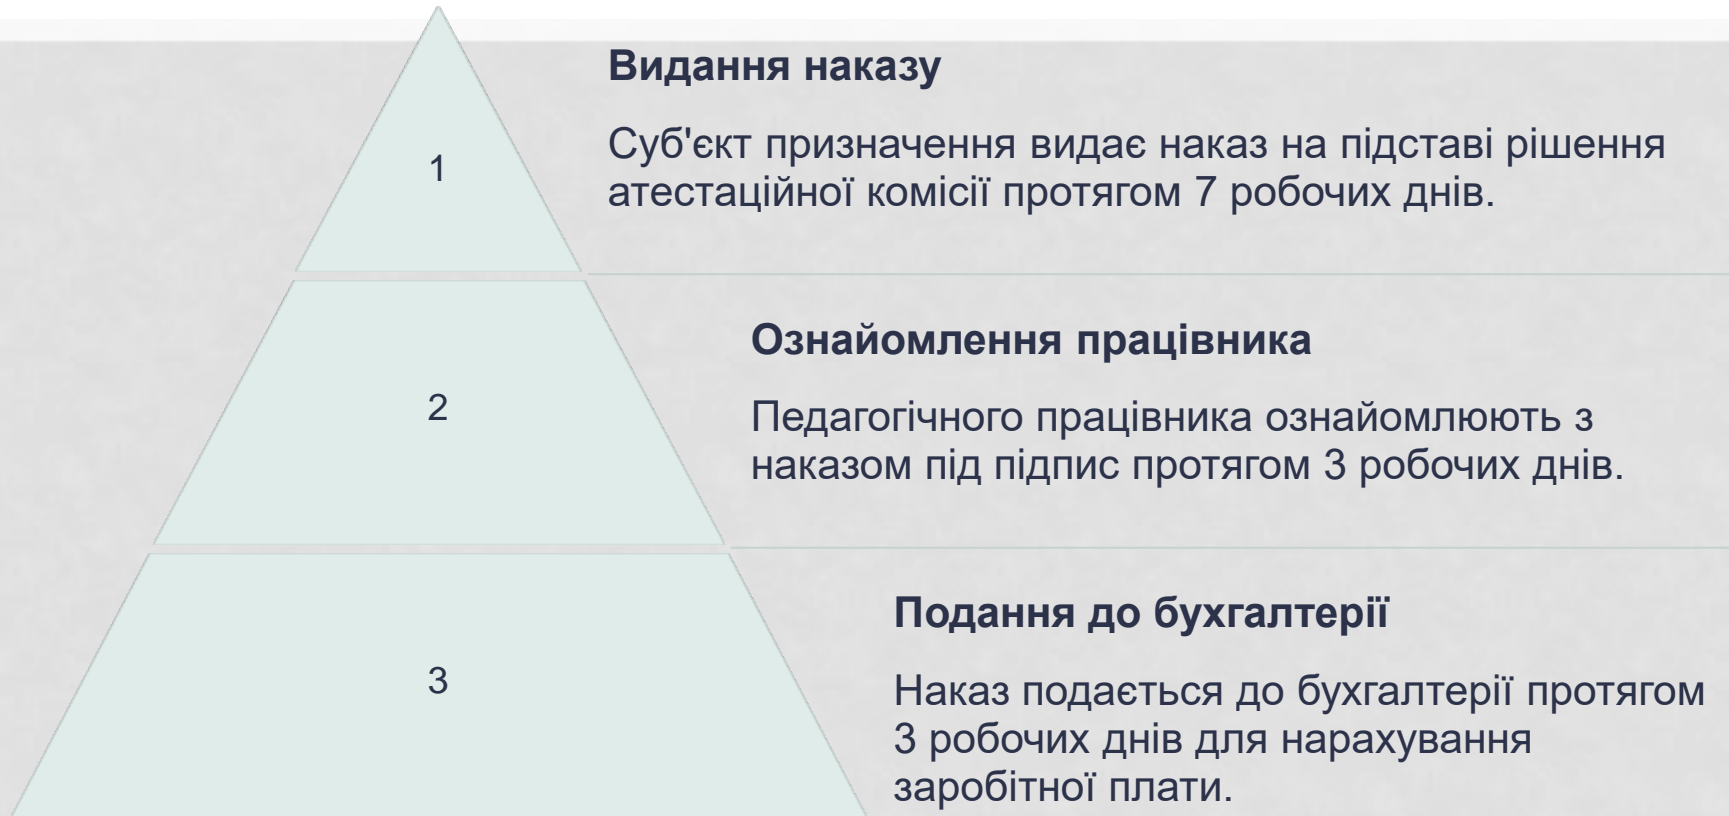 Видання наказу
Суб'єкт призначення видає наказ на підставі рішення
атестаційної комісії протягом 7 робочих днів.
1
Ознайомлення працівника
Педагогічного працівника ознайомлюють з
наказом під підпис протягом 3 робочих днів.
2
Подання до бухгалтерії
Наказ подається до бухгалтерії протягом
3 робочих днів для нарахування
заробітної плати.
3